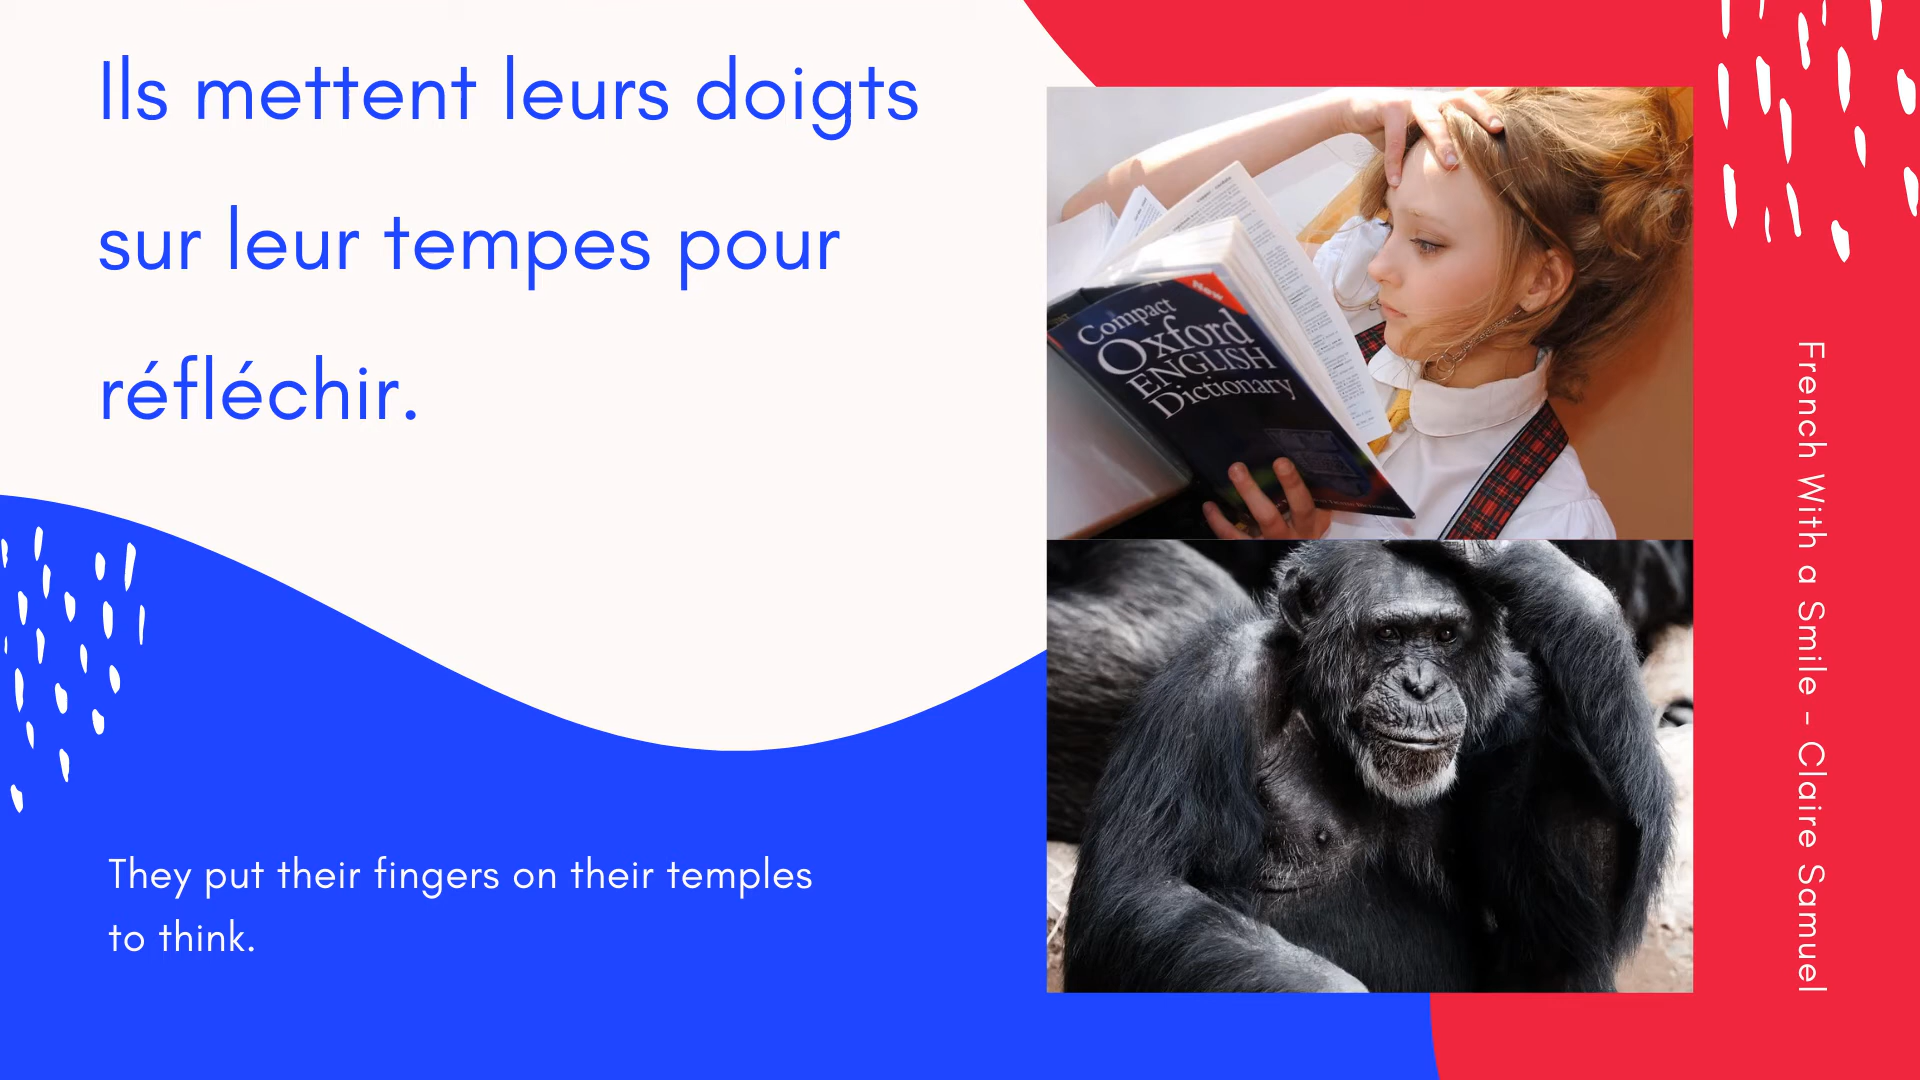 Ils mettent leurs doigts
sur leur tempes pour
réfléchir.
They put their fingers on their temples
to think.
New
Compact
Oxford
ENGLISH
Dictionary
French With a Smile - Claire Samuel